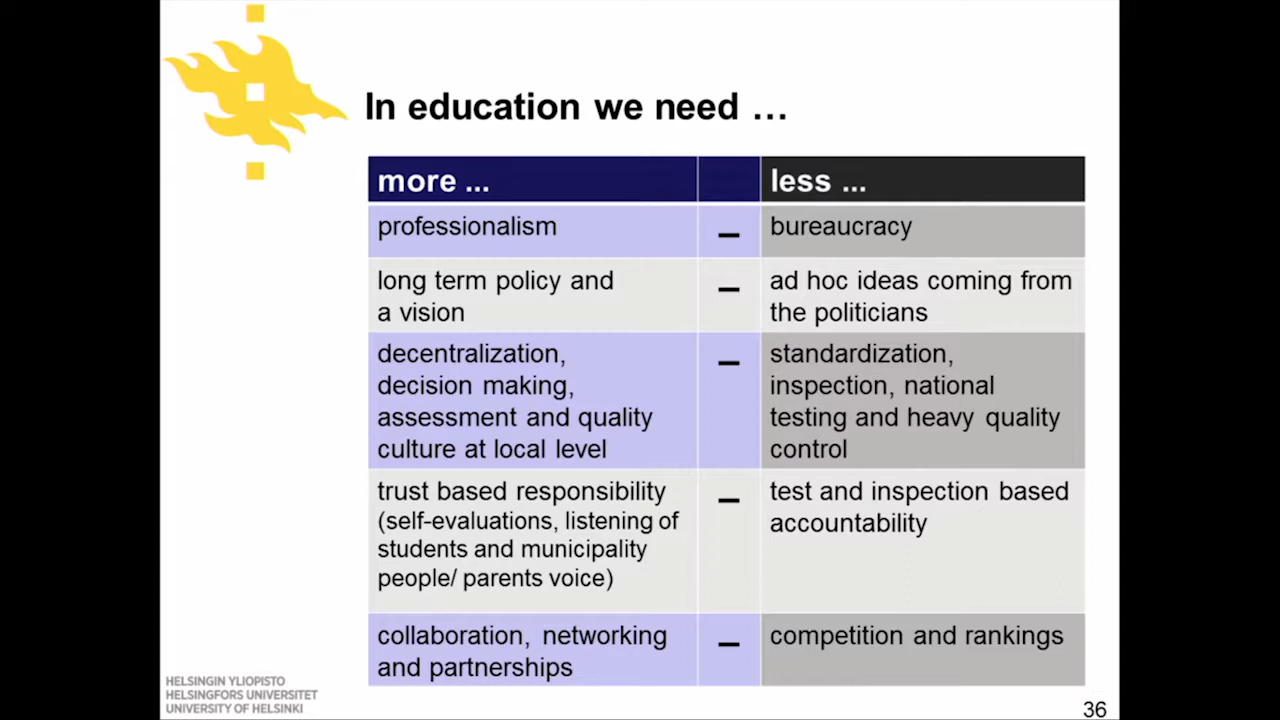 In education we need …
more ...
less ...
professionalism
–
bureaucracy
long term policy and
a vision
–
ad hoc ideas coming from
the politicians
decentralization,
decision making,
assessment and quality
culture at local level
–
standardization,
inspection, national
testing and heavy quality
control
trust based responsibility
(self-evaluations, listening of
students and municipality
people/ parents voice)
–
test and inspection based
accountability
collaboration, networking
and partnerships
–
competition and rankings
HELSINGIN YLIOPISTO
HELSINGFORS UNIVERSITET
UNIVERSITY OF HELSINKI
36